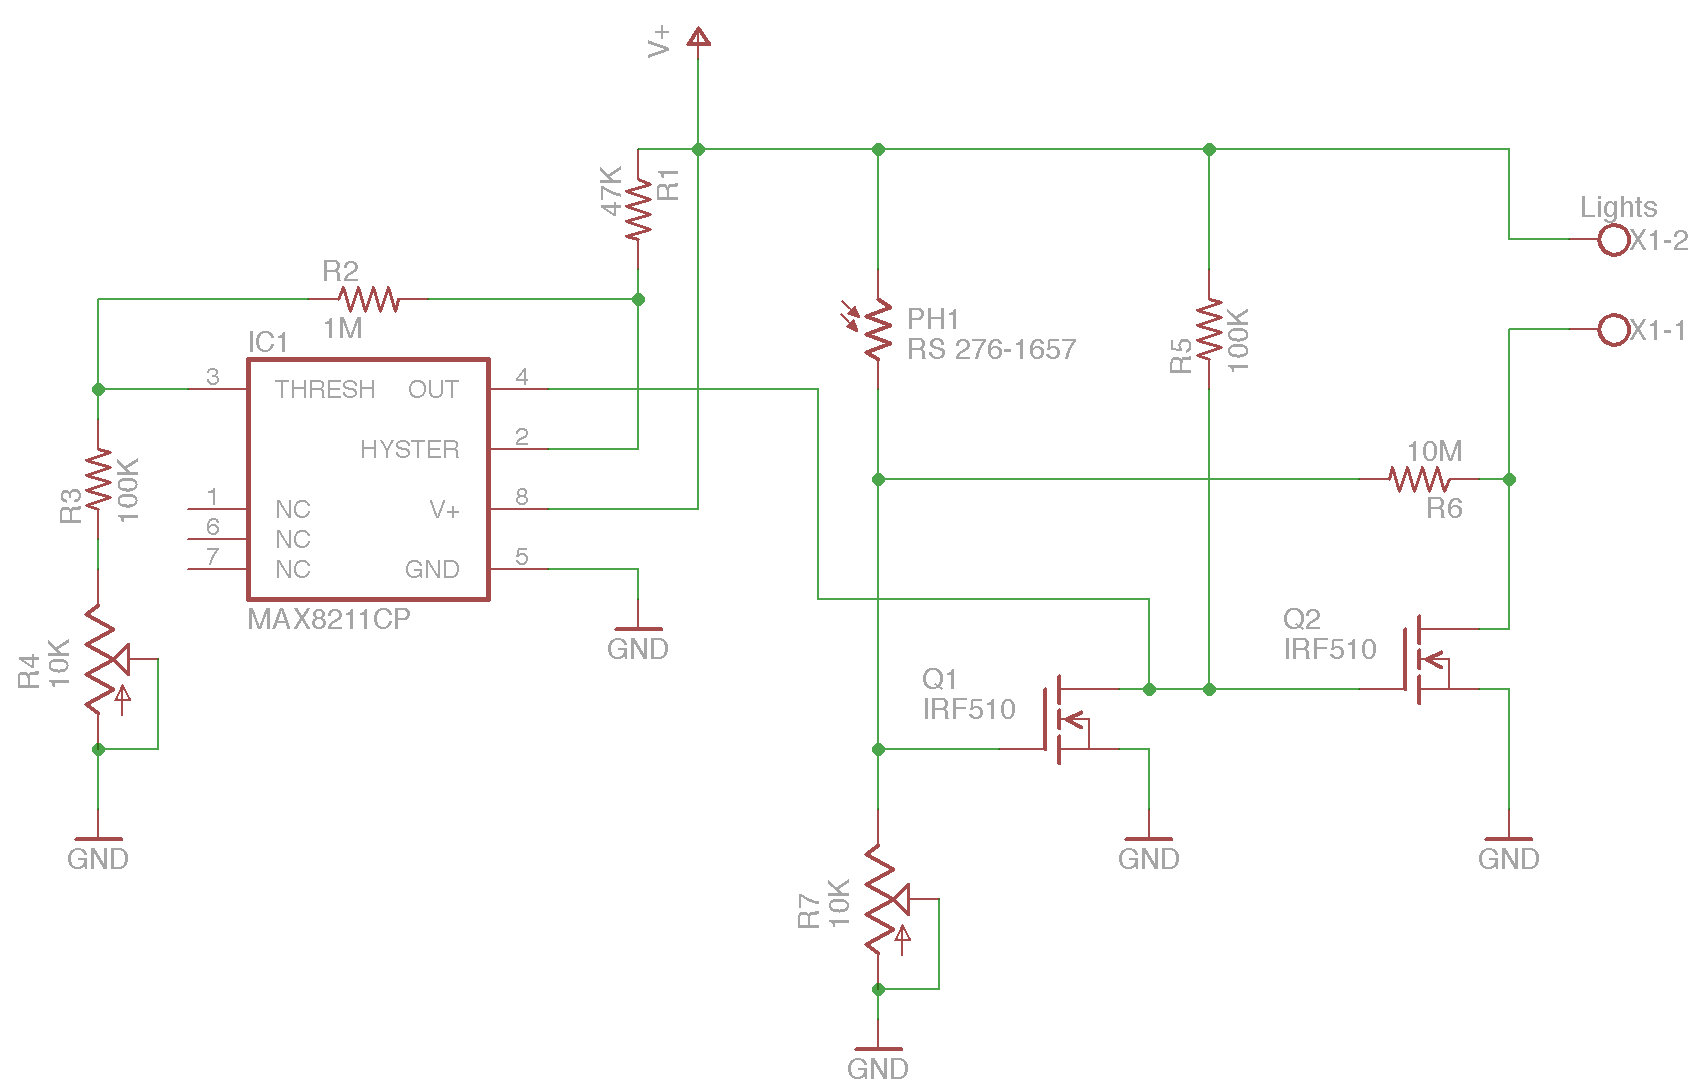 V+
47K
R1
Lights
X1-2
R2
1M
X1-1
IC1
PH1
RS 276-1657
R5
100K
3
THRESH
OUT
4
HYSTER
2
10M
R6
R3
100K
1
NC
V+
8
6
NC
7
NC
GND
5
MAX8211CP
GND
R4
10K
Q2
IRF510
Q1
IRF510
GND
GND
GND
R7
10K
GND